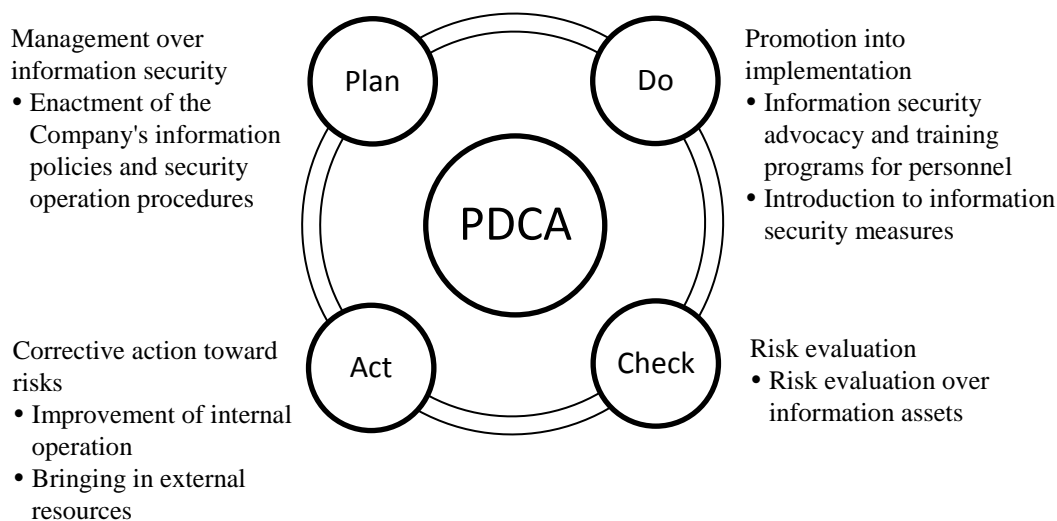 Management over
information security
• Enactment of the
Company's information
policies and security
operation procedures
Plan
Do
Promotion into
implementation
• Information security
advocacy and training
programs for personnel
• Introduction to information
security measures
PDCA
Corrective action toward
risks
• Improvement of internal
operation
• Bringing in external
resources
Act
Check
Risk evaluation
• Risk evaluation over
information assets